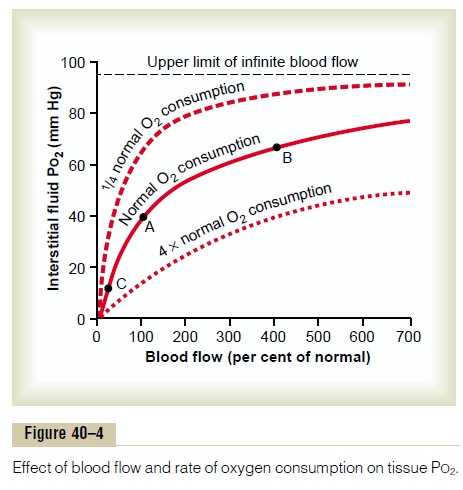 Upper limit of infinite blood flow
1/4 normal O2 consumption
Normal O2 consumption
4 × normal O2 consumption
A
B
C
Interstitial fluid PO2 (mm Hg)
100
80
60
40
20
0
0 100 200 300 400 500 600 700
Blood flow (per cent of normal)
Figure 40–4
Effect of blood flow and rate of oxygen consumption on tissue PO2.